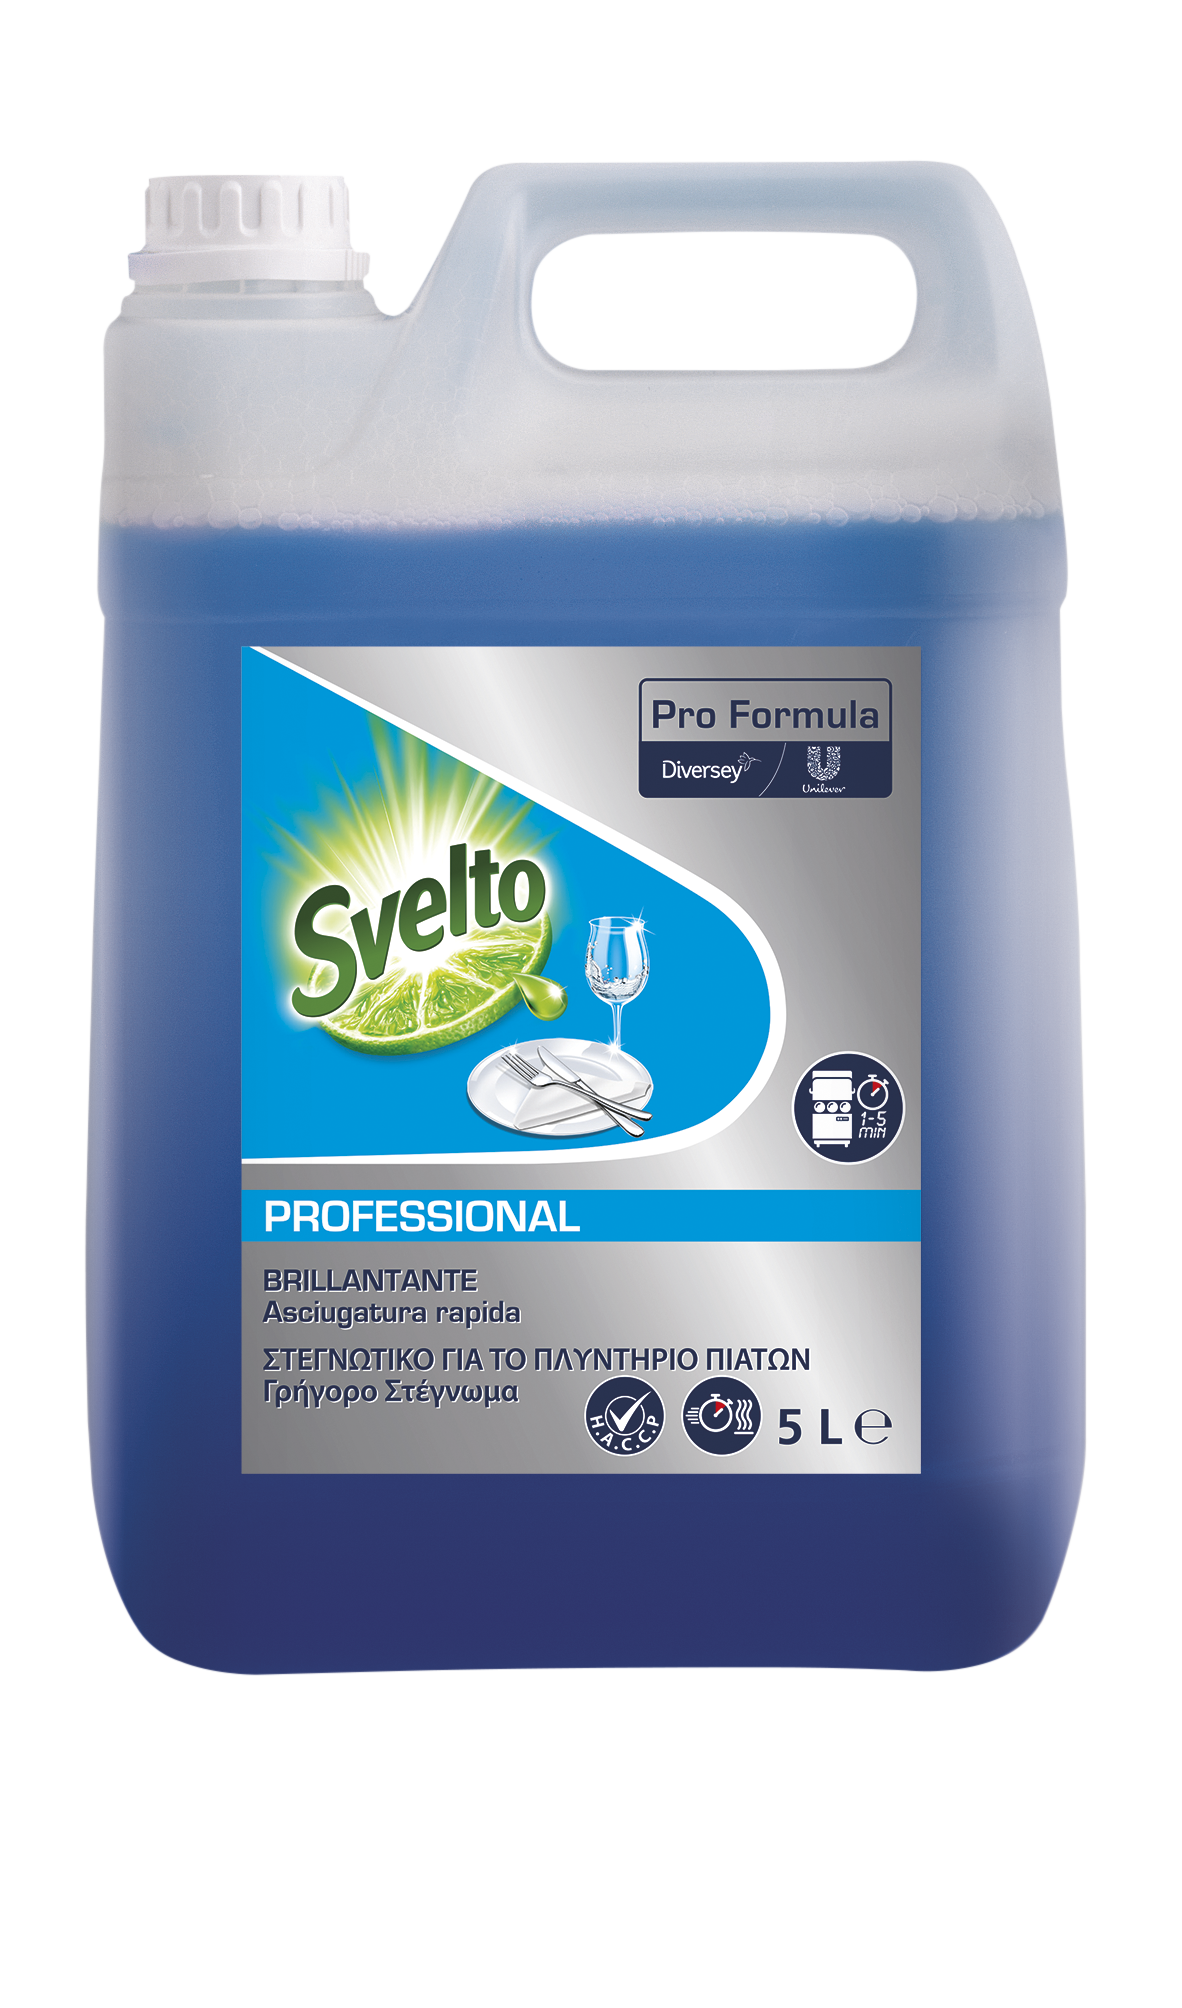 Pro Formula
Diversey
Unilever
Svelto
1-5
MIN
PROFESSIONAL
BRILLANTANTE
Asciugatura rapida
ΣΤΕΓΝΩΤΙΚΟ ΓΙΑ ΤΟ ΠΛΥΝΤΗΡΙΟ ΠΙΑΤΩΝ
Γρήγορο Στέγνωμα
H.A.C.C.P
5 L ℮